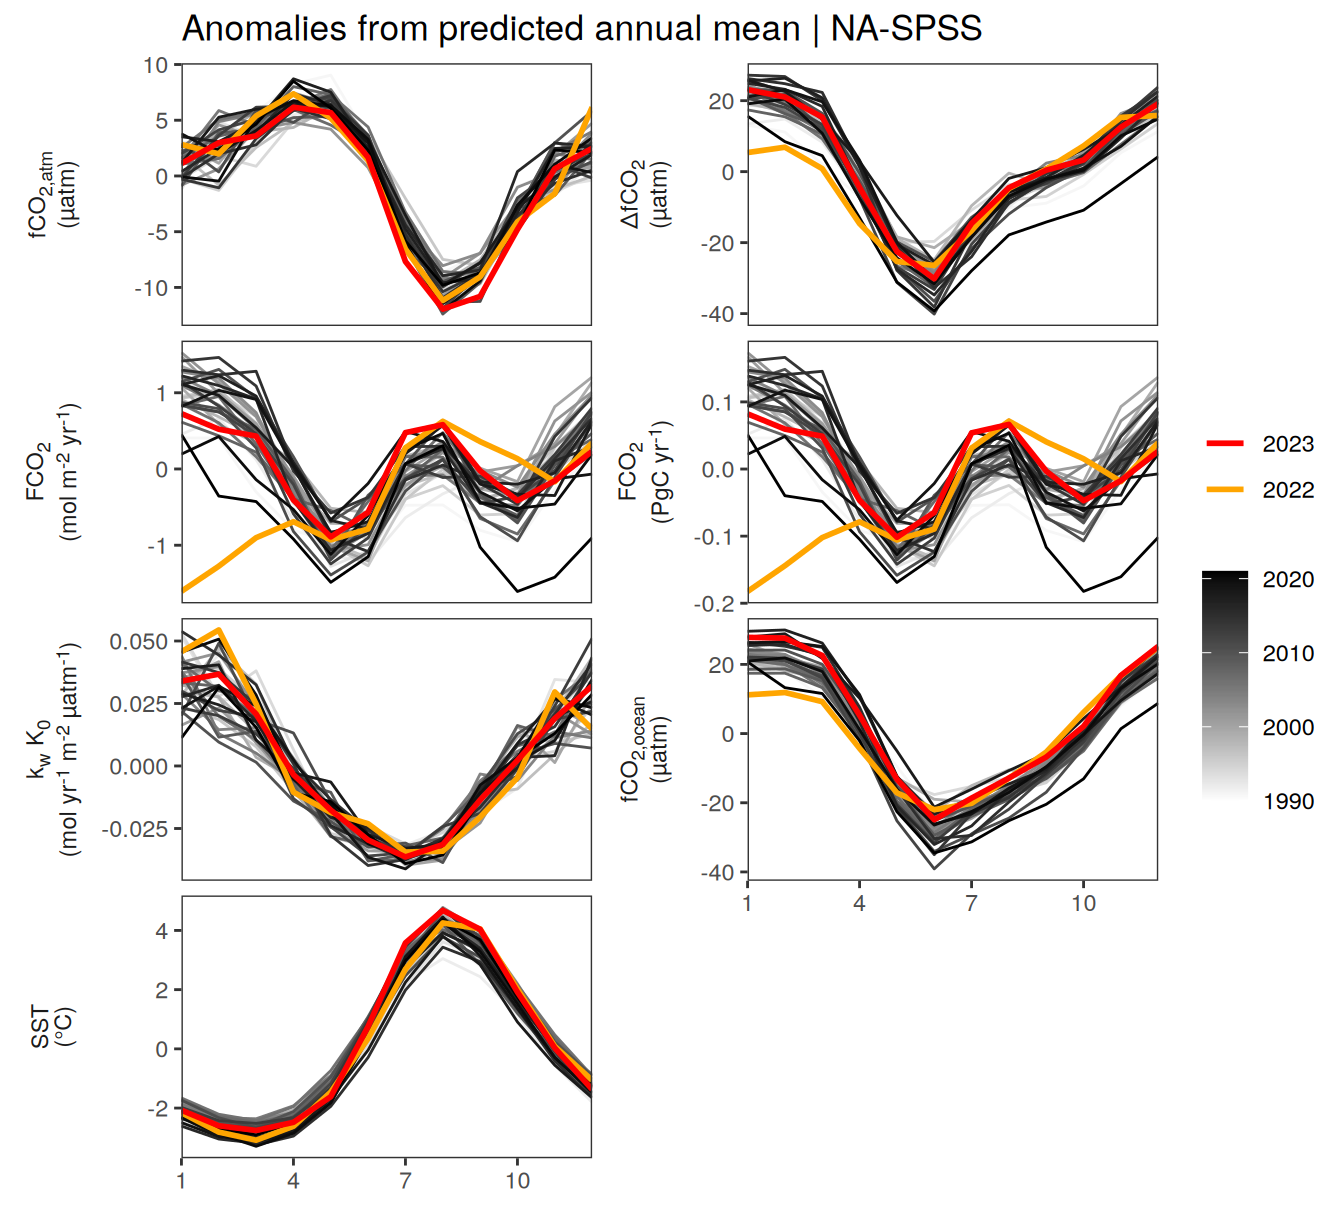 Anomalies from predicted annual mean | NA-SPSS
fCO2,atm
(µatm)
10
5
0
-5
-10
ΔfCO2
(µatm)
20
0
-20
-40
FCO2
(mol m-2 yr-1)
1
0
-1
FCO2
(PgC yr-1)
0.1
0.0
-0.1
-0.2
kw K0
(mol yr-1 m-2 µatm-1)
0.050
0.025
0.000
-0.025
fCO2,ocean
(µatm)
20
0
-20
-40
1
4
7
10
SST
(°C)
4
2
0
-2
1
4
7
10
2023
2022
2020
2010
2000
1990